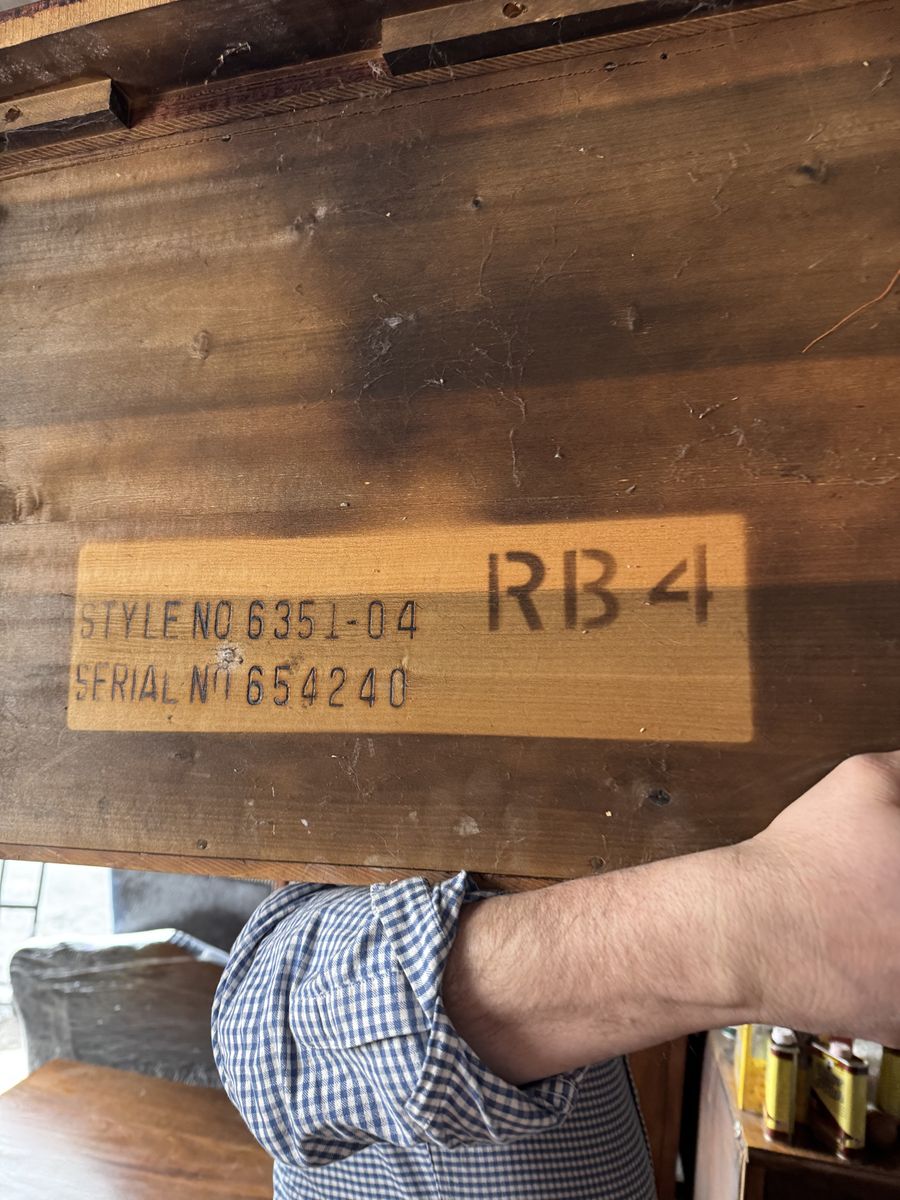 RB4
STYLE NO 6351-04
SERIAL NO 654240